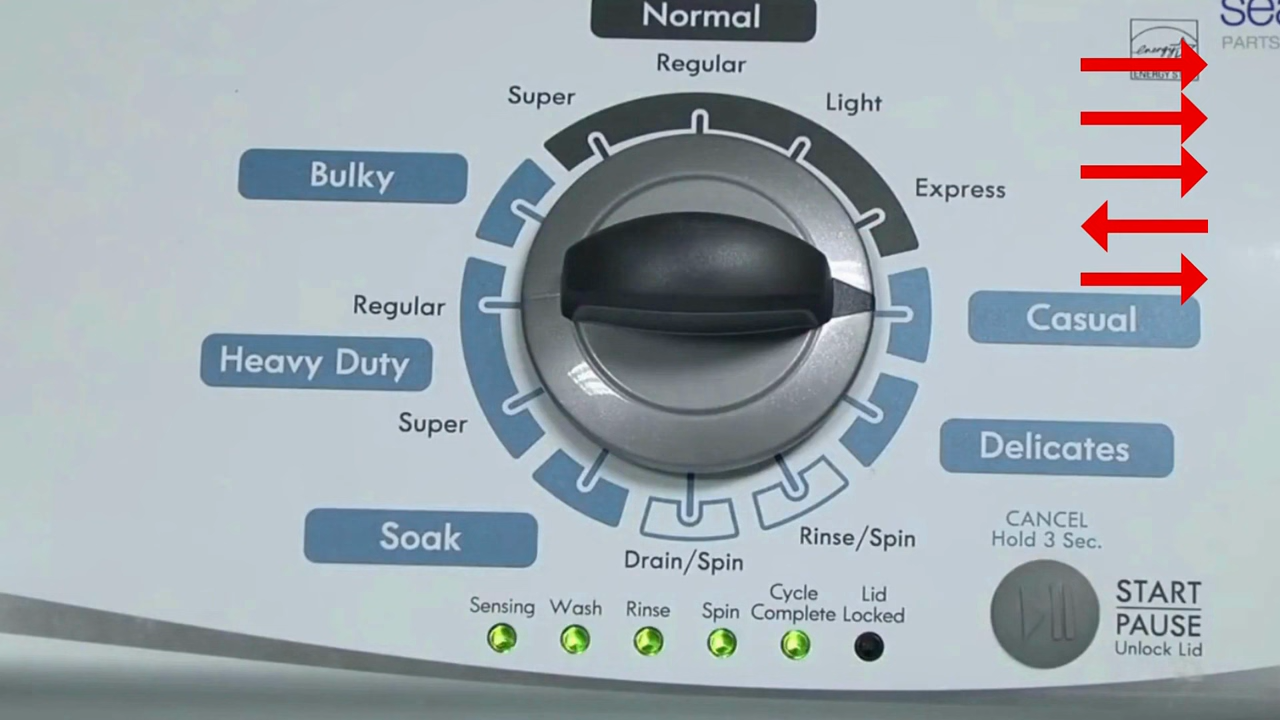 Normal
Regular
Super
Light
Bulky
Express
Regular
Casual
Heavy Duty
Super
Delicates
Soak
Drain/Spin
Rinse/Spin
CANCEL
Hold 3 Sec.
Sensing
Wash
Rinse
Spin
Cycle
Complete
Lid
Locked
START
PAUSE
Unlock Lid
PARTS
energy